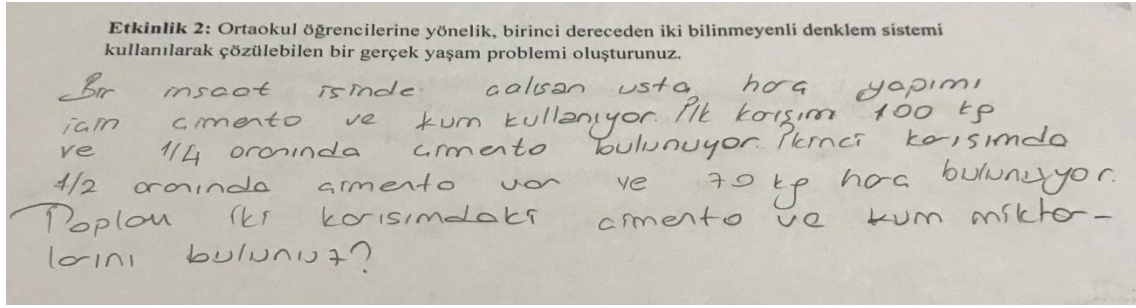 Etkinlik 2: Ortaokul öğrencilerine yönelik, birinci dereceden iki bilinmeyenli denklem sistemi
kullanılarak çözülebilen bir gerçek yaşam problemi oluşturunuz.
Bir inşaat işinde çalışan usta harç yapımı
için çimento ve kum kullanıyor. İlk karışım 100 kg
ve 1/4 oranında çimento bulunuyor. İkinci karışımda
1/2 oranında çimento var ve 70 kg harç bulunuyor.
Toplam iki karışımdaki çimento ve kum miktar-
larını bulunuz?